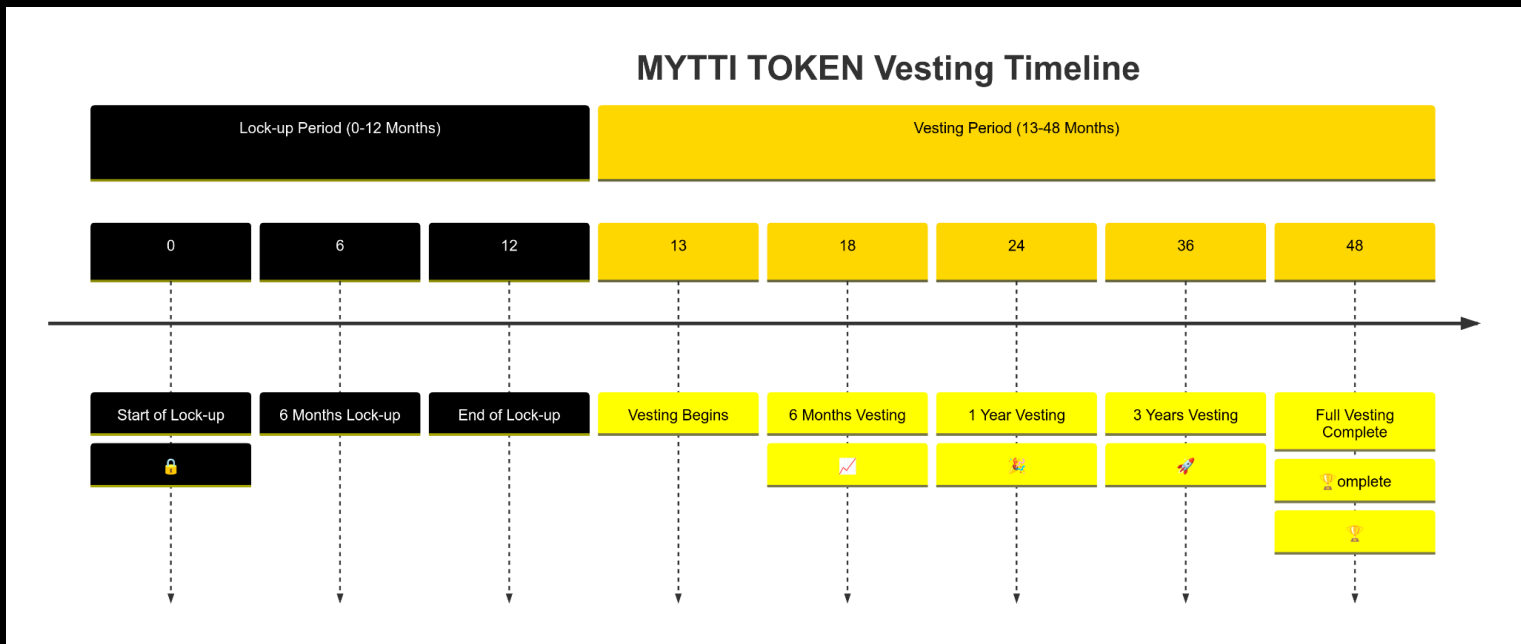 MYTTI TOKEN Vesting Timeline
Lock-up Period (0-12 Months)
Vesting Period (13-48 Months)
0
6
12
13
18
24
36
48
Start of Lock-up
6 Months Lock-up
End of Lock-up
Vesting Begins
6 Months Vesting
1 Year Vesting
3 Years Vesting
Full Vesting
Complete
🔒
📈
🎉
🚀
🏆omplete
🏆